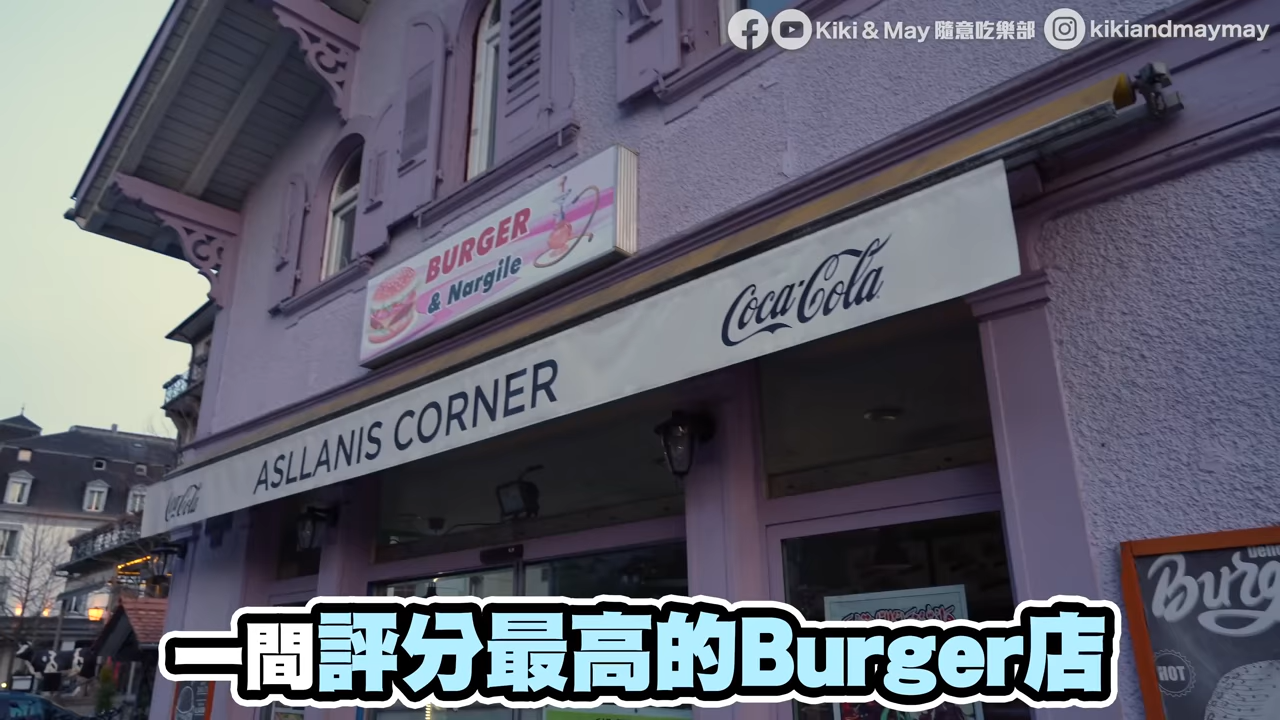 Kiki & May 隨意吃樂部 kikiandmaymay
BURGER
& Nargile
Coca-Cola
ASLLANIS CORNER
Coca-Cola
Burg
HOT
一間評分最高的Burger店